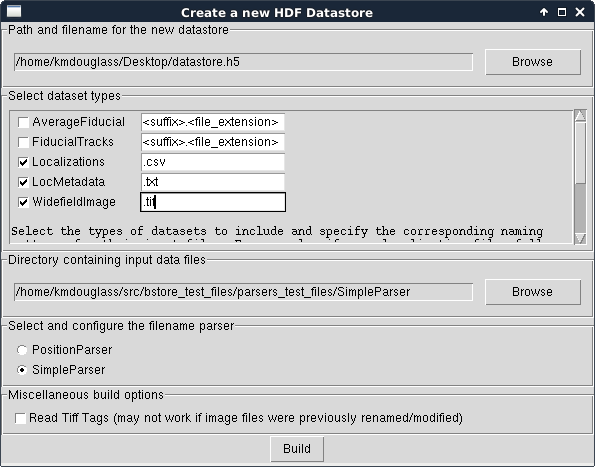 Create a new HDF Datastore
Path and filename for the new datastore
/home/kmdouglass/Desktop/datastore.h5
Browse
Select dataset types
AverageFiducial <suffix>.<file_extension>
FiducialTracks <suffix>.<file_extension>
Localizations .csv
LocMetadata .txt
WidefieldImage .tif
Select the types of datasets to include and specify the corresponding naming
Directory containing input data files
/home/kmdouglass/src/bstore_test_files/parsers_test_files/SimpleParser
Browse
Select and configure the filename parser
PositionParser
SimpleParser
Miscellaneous build options
Read Tiff Tags (may not work if image files were previously renamed/modified)
Build